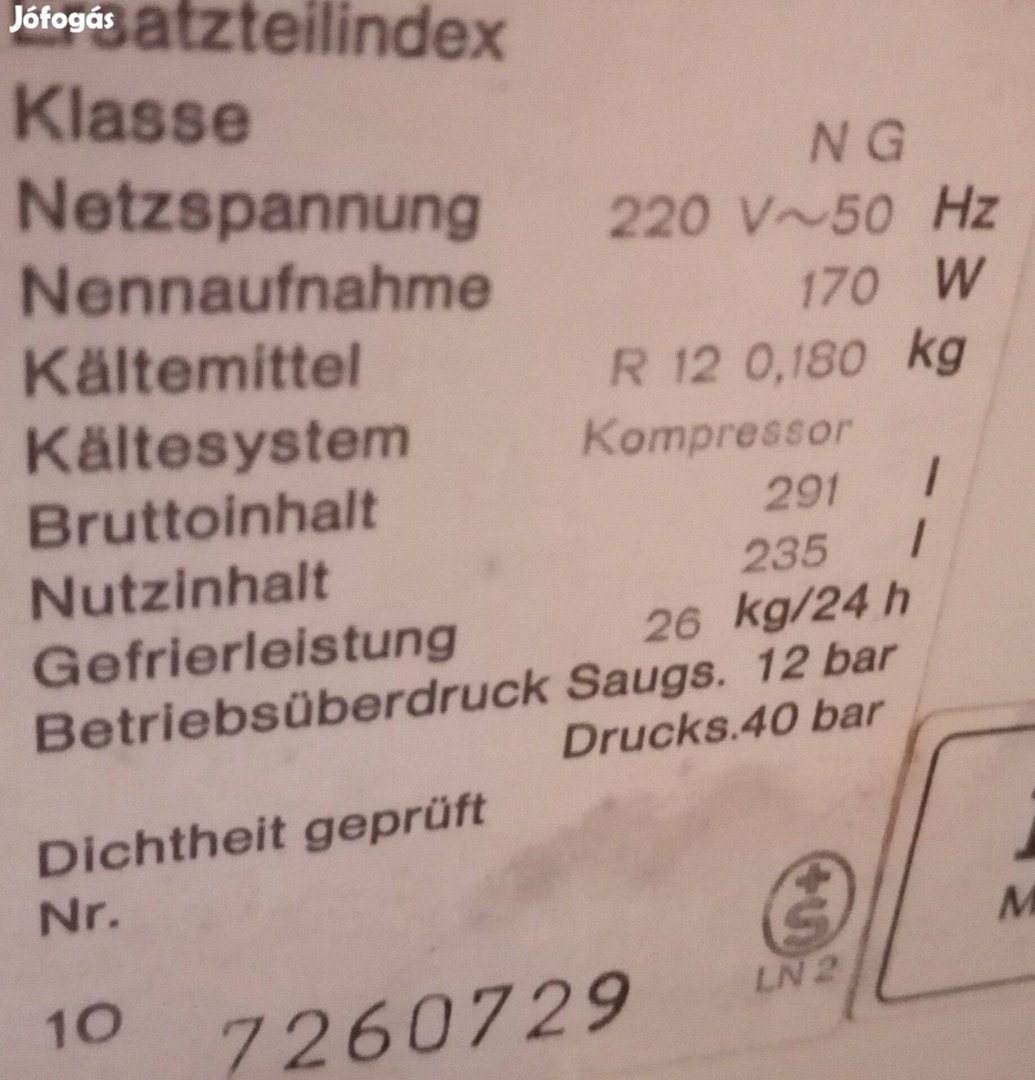 Jófogás
Ersatzteilindex
Klasse N G
Netzspannung 220 V~50 Hz
Nennaufnahme 170 W
Kältemittel R 12 0,180 kg
Kältesystem Kompressor
Bruttoinhalt 291 l
Nutzinhalt 235 l
Gefrierleistung 26 kg/24 h
Betriebsüberdruck Saugs. 12 bar
Drucks.40 bar
Dichtheit geprüft
Nr.
+S
LN 2
10 7260729
M